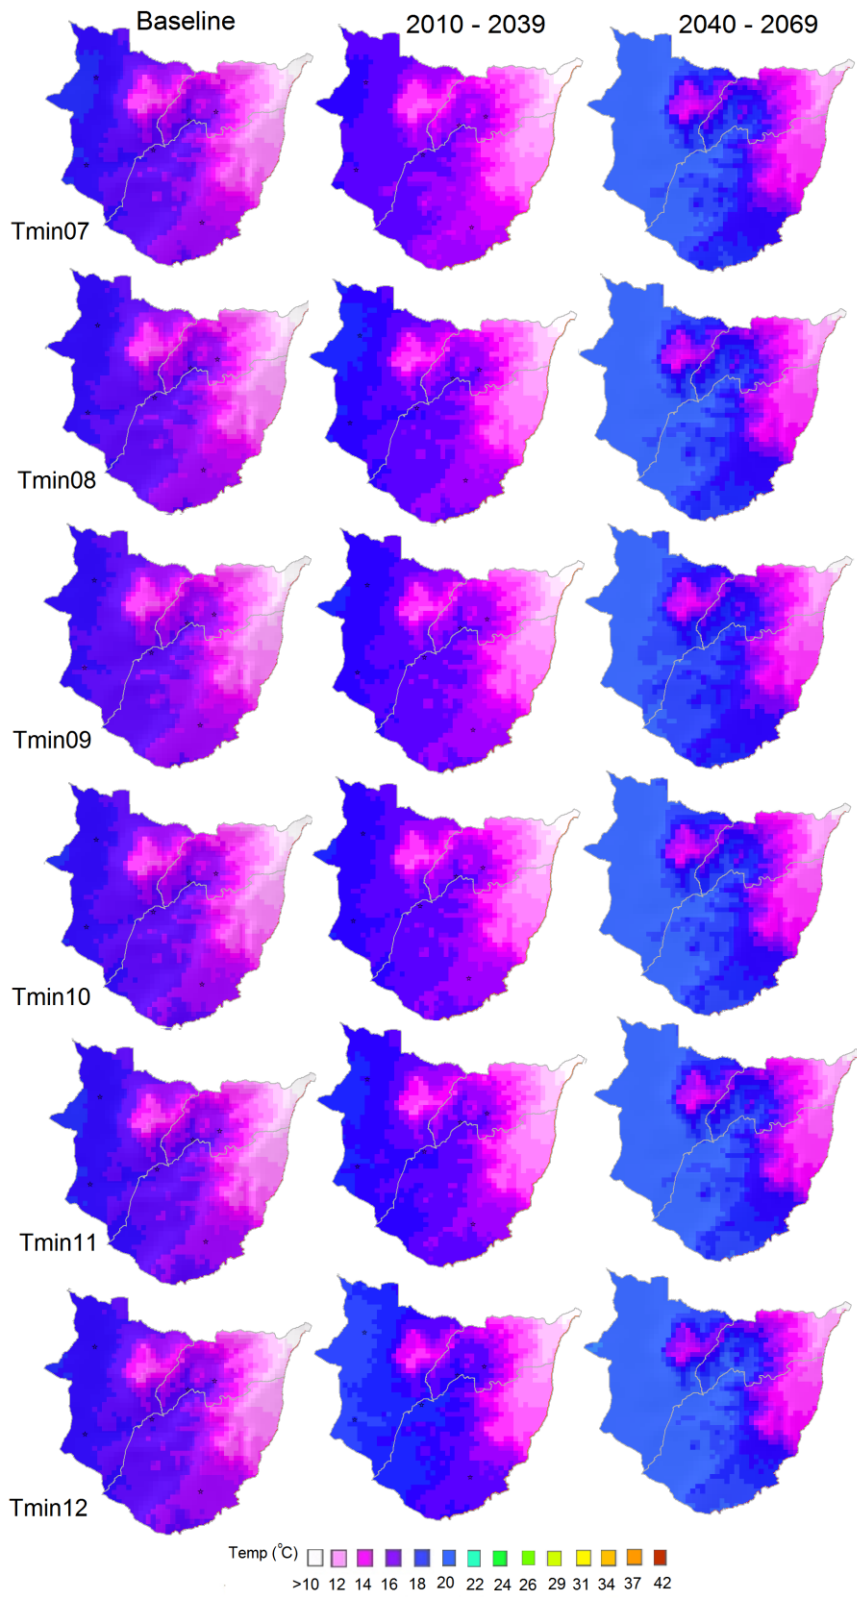 Baseline 2010 - 2039 2040 - 2069
Tmin07
Tmin08
Tmin09
Tmin10
Tmin11
Tmin12
Temp (°C)
>10 12 14 16 18 20 22 24 26 29 31 34 37 42